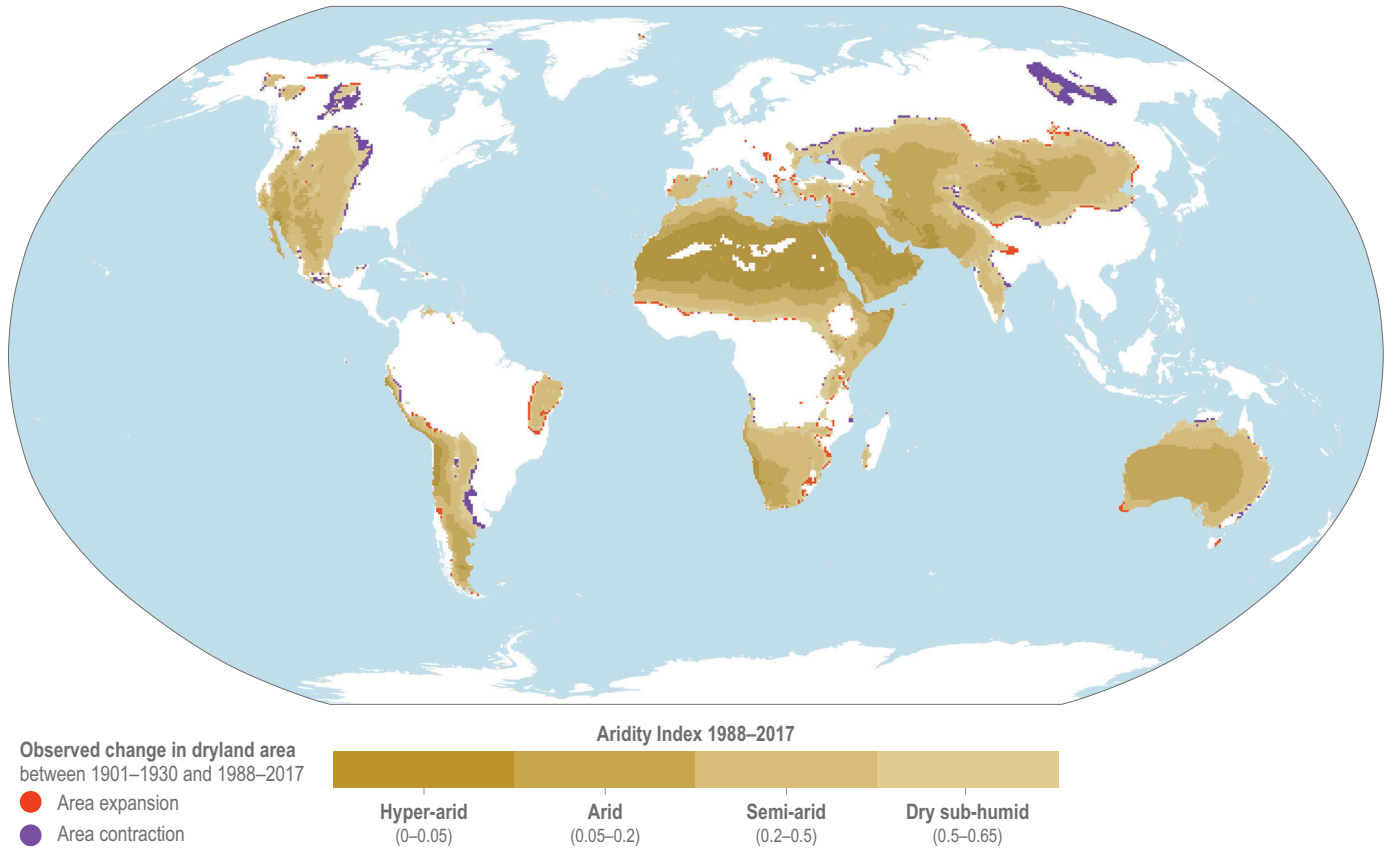 Aridity Index 1988–2017
Observed change in dryland area
between 1901–1930 and 1988–2017
Area expansion
Area contraction
Hyper-arid
(0–0.05)
Arid
(0.05–0.2)
Semi-arid
(0.2–0.5)
Dry sub-humid
(0.5–0.65)